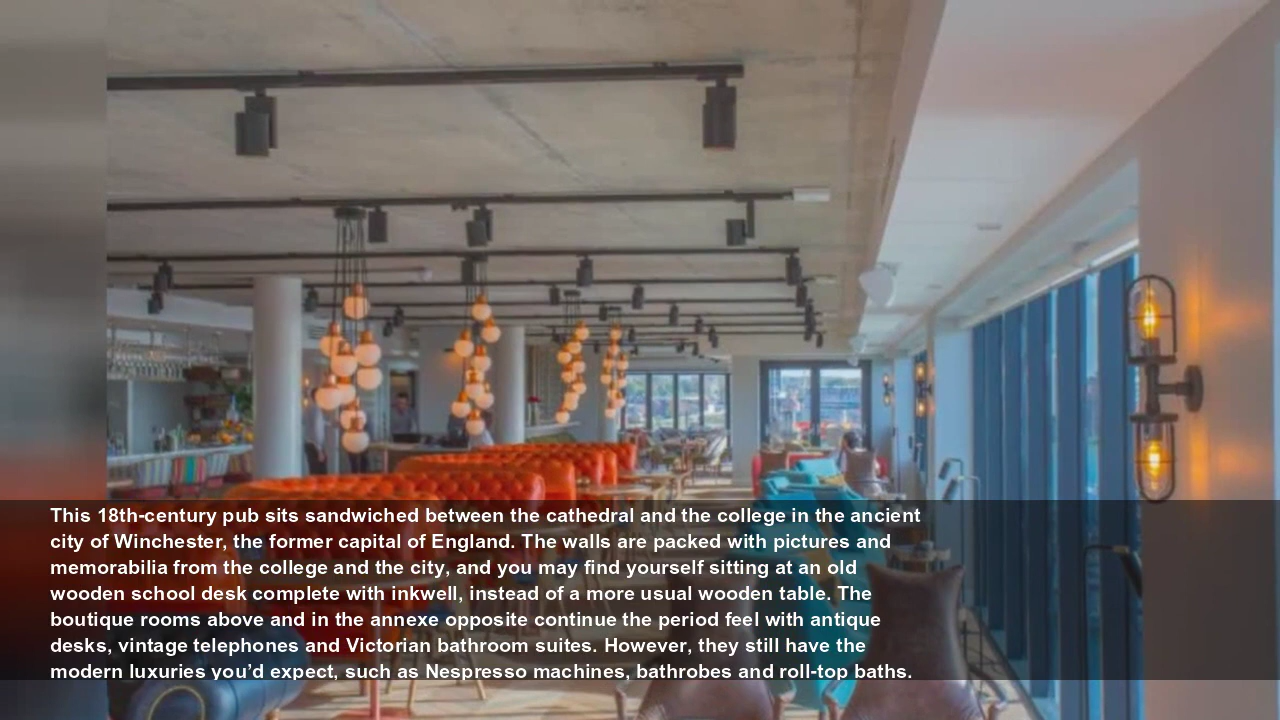 This 18th-century pub sits sandwiched between the cathedral and the college in the ancient
city of Winchester, the former capital of England. The walls are packed with pictures and
memorabilia from the college and the city, and you may find yourself sitting at an old
wooden school desk complete with inkwell, instead of a more usual wooden table. The
boutique rooms above and in the annexe opposite continue the period feel with antique
desks, vintage telephones and Victorian bathroom suites. However, they still have the
modern luxuries you’d expect, such as Nespresso machines, bathrobes and roll-top baths.